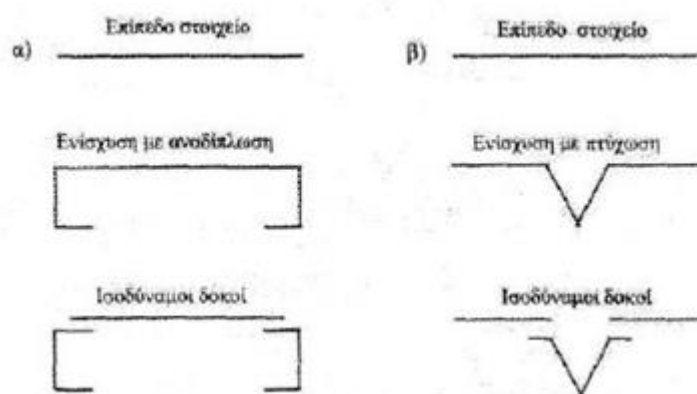 α)
Επίπεδο στοιχείο
Ενίσχυση με αναδίπλωση
Ισοδύναμοι δοκοί
β)
Επίπεδο στοιχείο
Ενίσχυση με πτύχωση
Ισοδύναμοι δοκοί